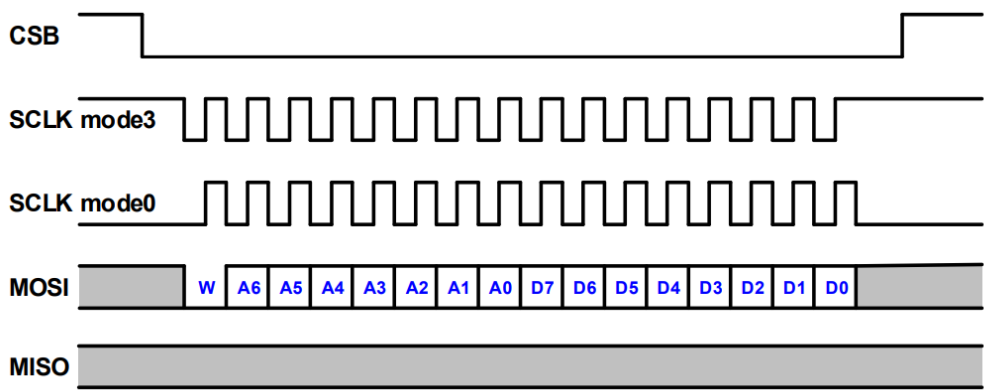 CSB
SCLK mode3
SCLK mode0
MOSI W A6 A5 A4 A3 A2 A1 A0 D7 D6 D5 D4 D3 D2 D1 D0
MISO